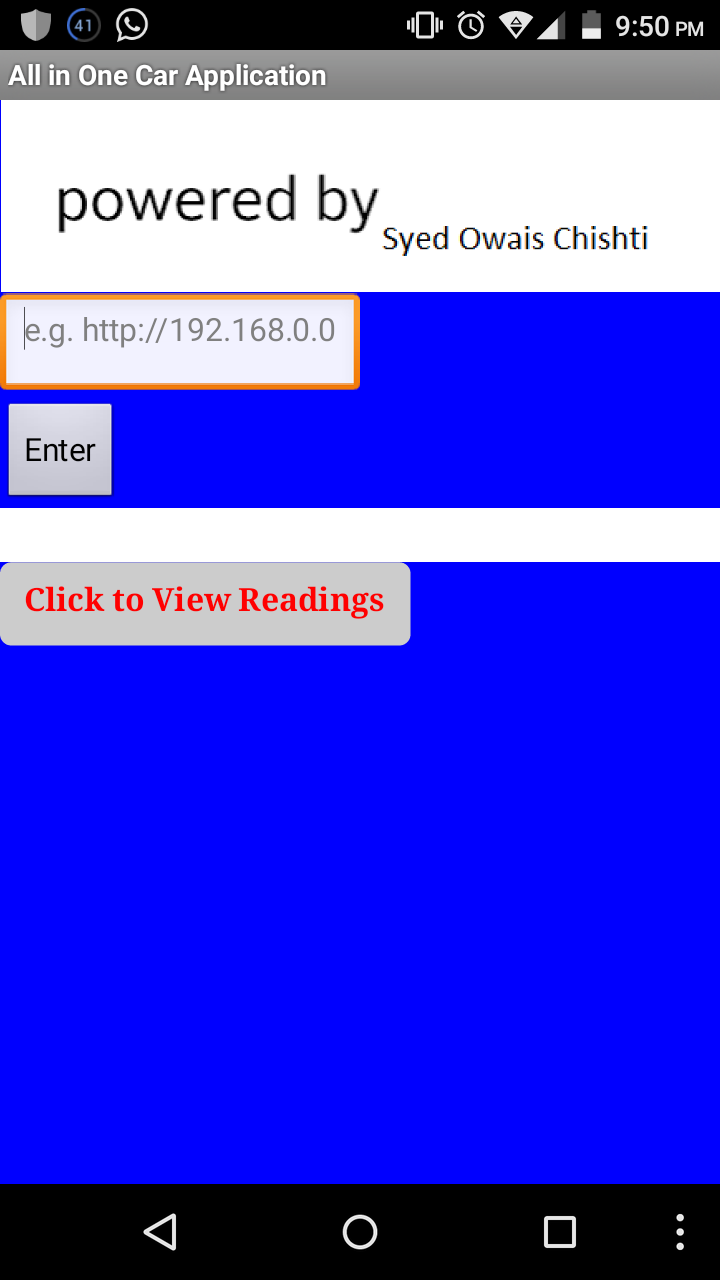 41
9:50 PM
All in One Car Application
powered by
Syed Owais Chishti
e.g. http://192.168.0.0
Enter
Click to View Readings